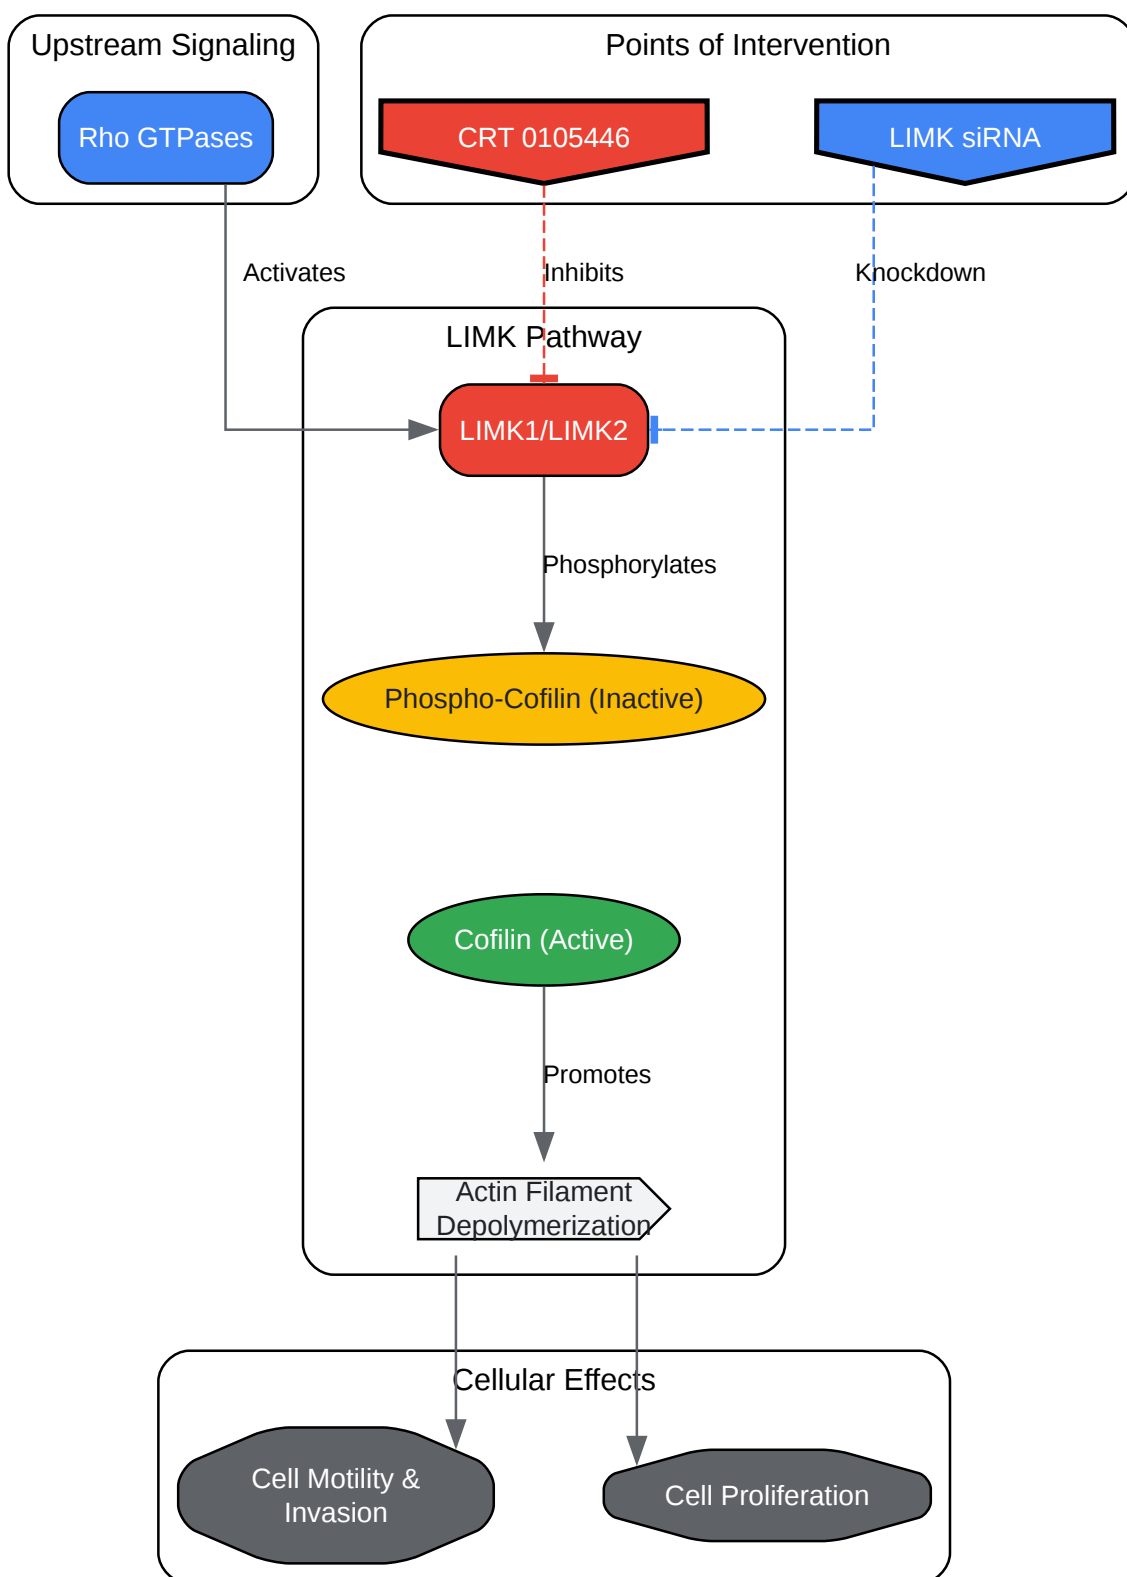 Upstream Signaling
Points of Intervention
Rho GTPases
CRT 0105446
LIMK siRNA
Activates
Inhibits
Knockdown
LIMK Pathway
LIMK1/LIMK2
Phosphorylates
Phospho-Cofilin (Inactive)
Cofilin (Active)
Promotes
Actin Filament
Depolymerization
Cellular Effects
Cell Motility &
Invasion
Cell Proliferation